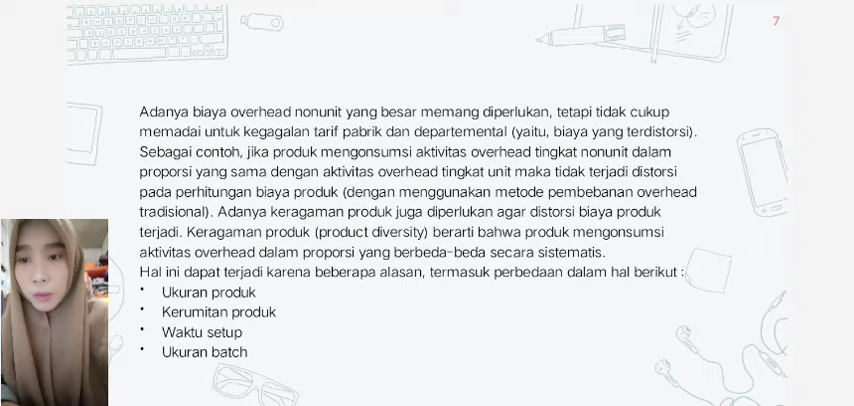 7
Adanya biaya overhead nonunit yang besar memang diperlukan, tetapi tidak cukup
memadai untuk kegagalan tarif pabrik dan departemental (yaitu, biaya yang terdistorsi).
Sebagai contoh, jika produk mengonsumsi aktivitas overhead tingkat nonunit dalam
proporsi yang sama dengan aktivitas overhead tingkat unit maka tidak terjadi distorsi
pada perhitungan biaya produk (dengan menggunakan metode pembebanan overhead
tradisional). Adanya keragaman produk juga diperlukan agar distorsi biaya produk
terjadi. Keragaman produk (product diversity) berarti bahwa produk mengonsumsi
aktivitas overhead dalam proporsi yang berbeda-beda secara sistematis.
Hal ini dapat terjadi karena beberapa alasan, termasuk perbedaan dalam hal berikut :
• Ukuran produk
• Kerumitan produk
• Waktu setup
• Ukuran batch